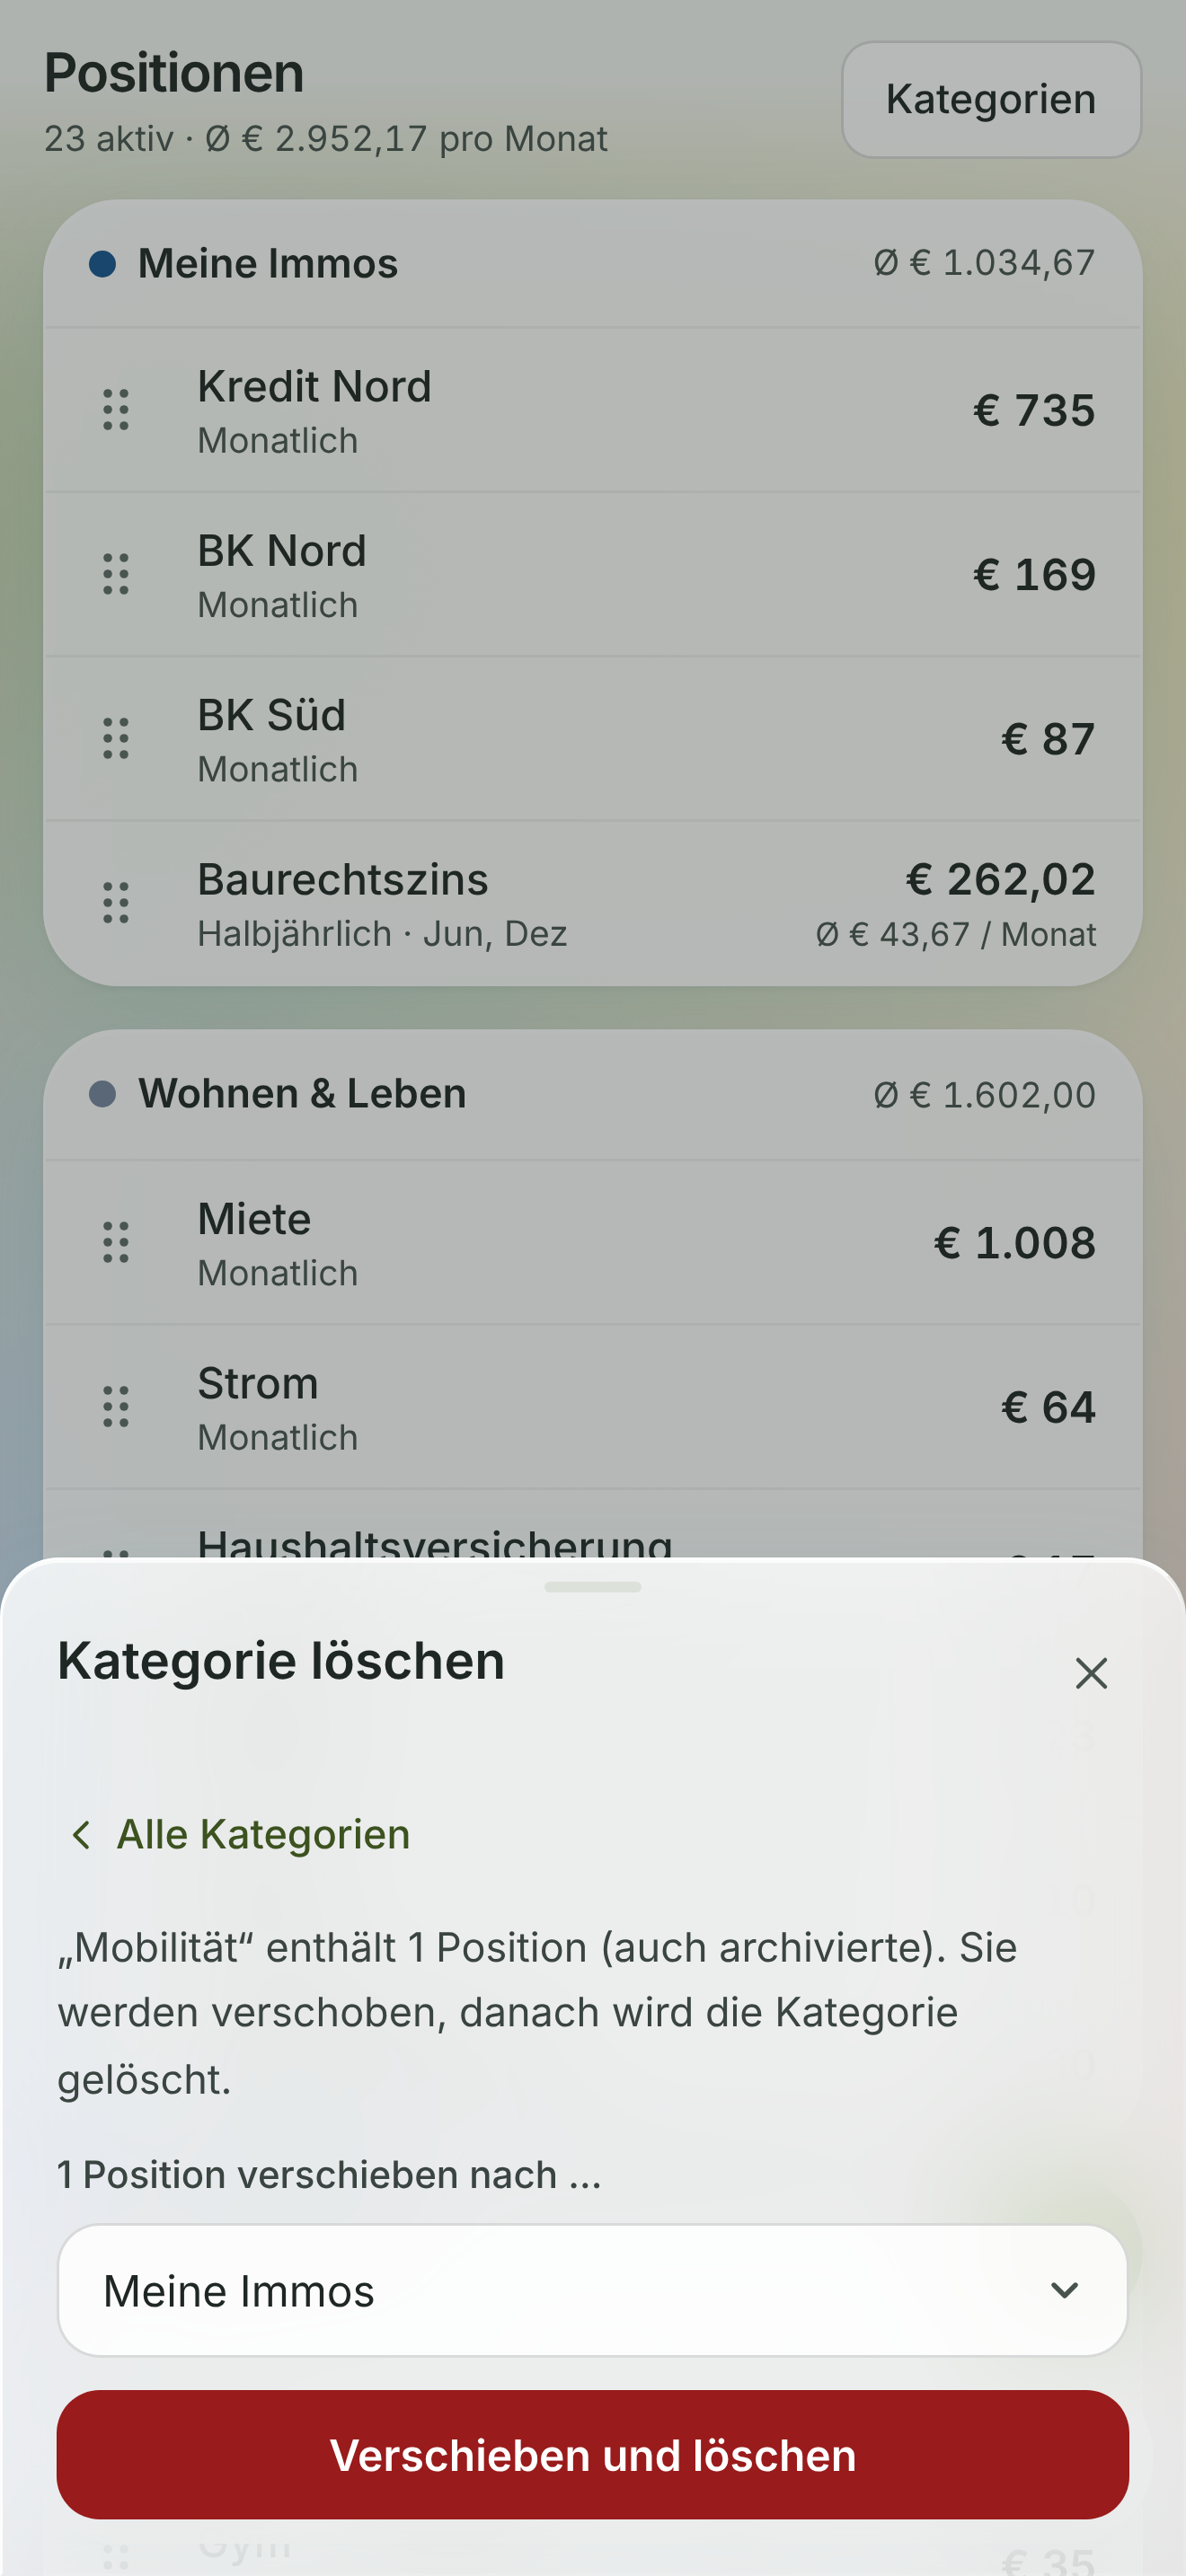 Positionen
Kategorien
23 aktiv · Ø € 2.952,17 pro Monat
Meine Immos
Ø € 1.034,67
Kredit Nord
Monatlich
€ 735
BK Nord
Monatlich
€ 169
BK Süd
Monatlich
€ 87
Baurechtszins
Halbjährlich · Jun, Dez
€ 262,02
Ø € 43,67 / Monat
Wohnen & Leben
Ø € 1.602,00
Miete
Monatlich
€ 1.008
Strom
Monatlich
€ 64
Haushaltsversicherung
Kategorie löschen
Alle Kategorien
„Mobilität“ enthält 1 Position (auch archivierte). Sie
werden verschoben, danach wird die Kategorie
gelöscht.
1 Position verschieben nach ...
Meine Immos
Verschieben und löschen
Gym
€ 35